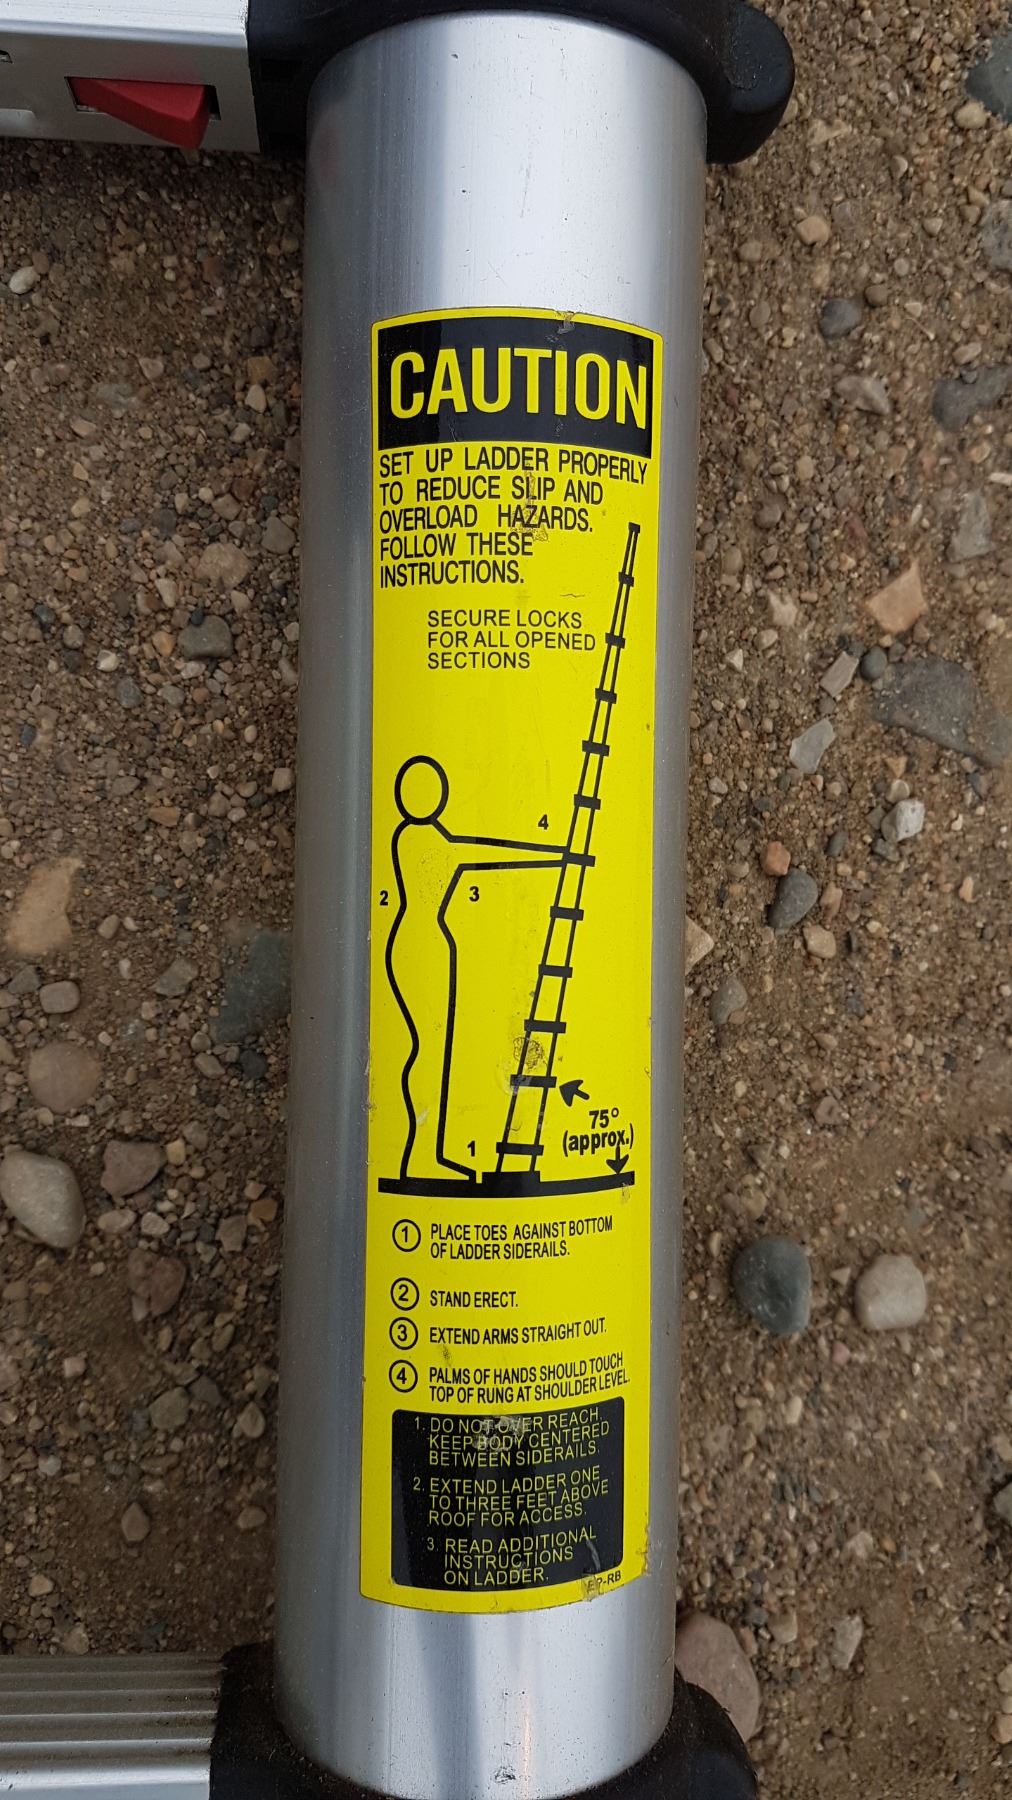 CAUTION
SET UP LADDER PROPERLY
TO REDUCE SLIP AND
OVERLOAD HAZARDS.
FOLLOW THESE
INSTRUCTIONS.
SECURE LOCKS
FOR ALL OPENED
SECTIONS
4
2
3
1
75°
(approx.)
1 PLACE TOES AGAINST BOTTOM
OF LADDER SIDERAILS.
2 STAND ERECT.
3 EXTEND ARMS STRAIGHT OUT.
4 PALMS OF HANDS SHOULD TOUCH
TOP OF RUNG AT SHOULDER LEVEL.
1. DO NOT OVER REACH.
KEEP BODY CENTERED
BETWEEN SIDERAILS.
2. EXTEND LADDER ONE
TO THREE FEET ABOVE
ROOF FOR ACCESS.
3. READ ADDITIONAL
INSTRUCTIONS
ON LADDER.